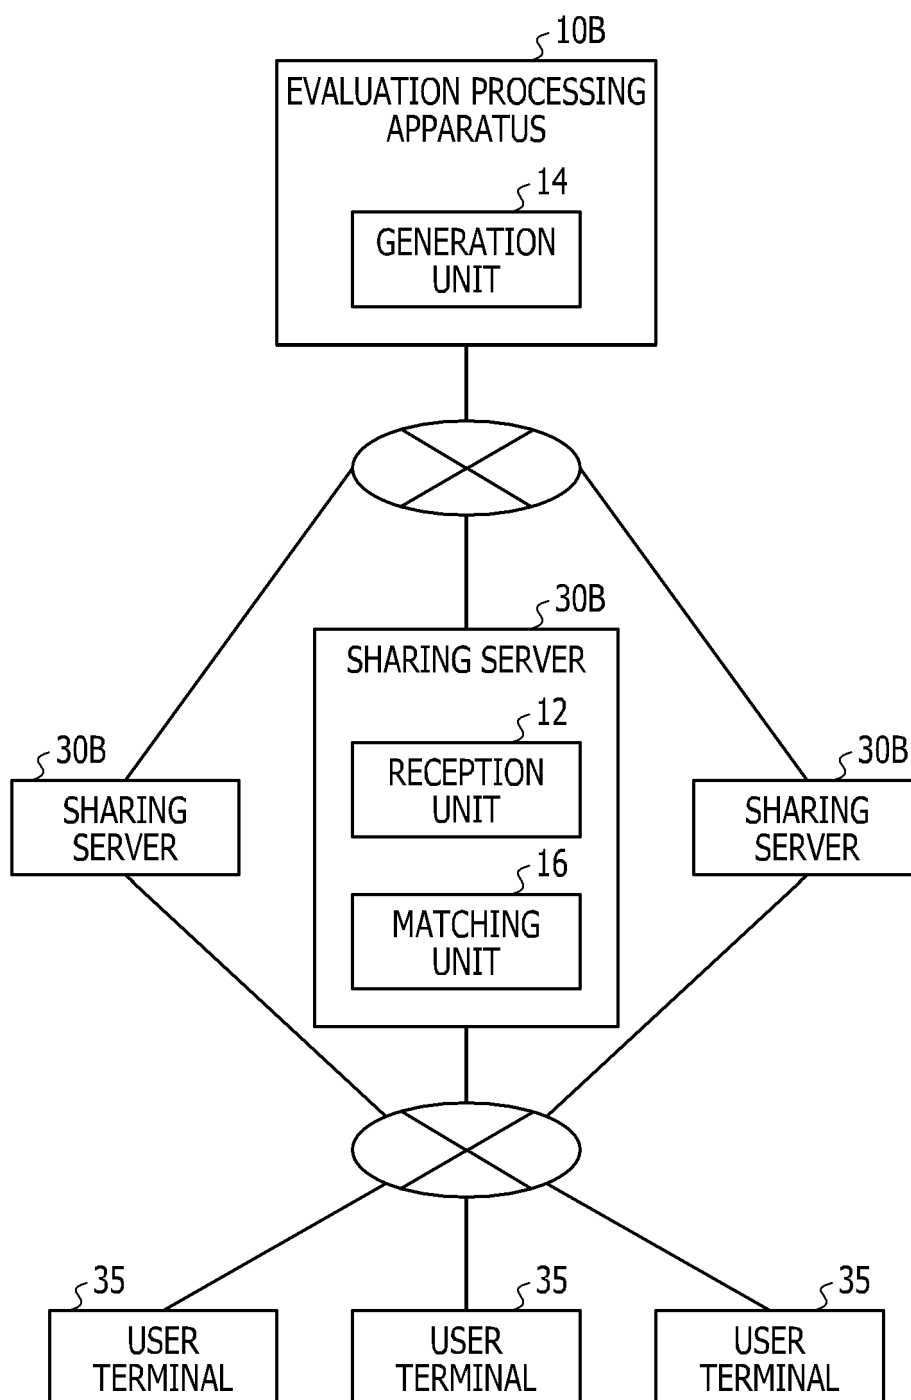 10B
EVALUATION PROCESSING
APPARATUS
14
GENERATION
UNIT
30B
SHARING SERVER
12
RECEPTION
UNIT
16
MATCHING
UNIT
30B
SHARING
SERVER
30B
SHARING
SERVER
35
USER
TERMINAL
35
USER
TERMINAL
35
USER
TERMINAL